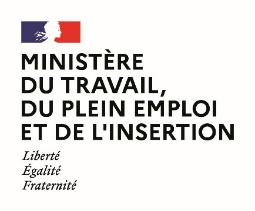 MINISTÈRE
DU TRAVAIL,
DU PLEIN EMPLOI
ET DE L'INSERTION
Liberté
Égalité
Fraternité